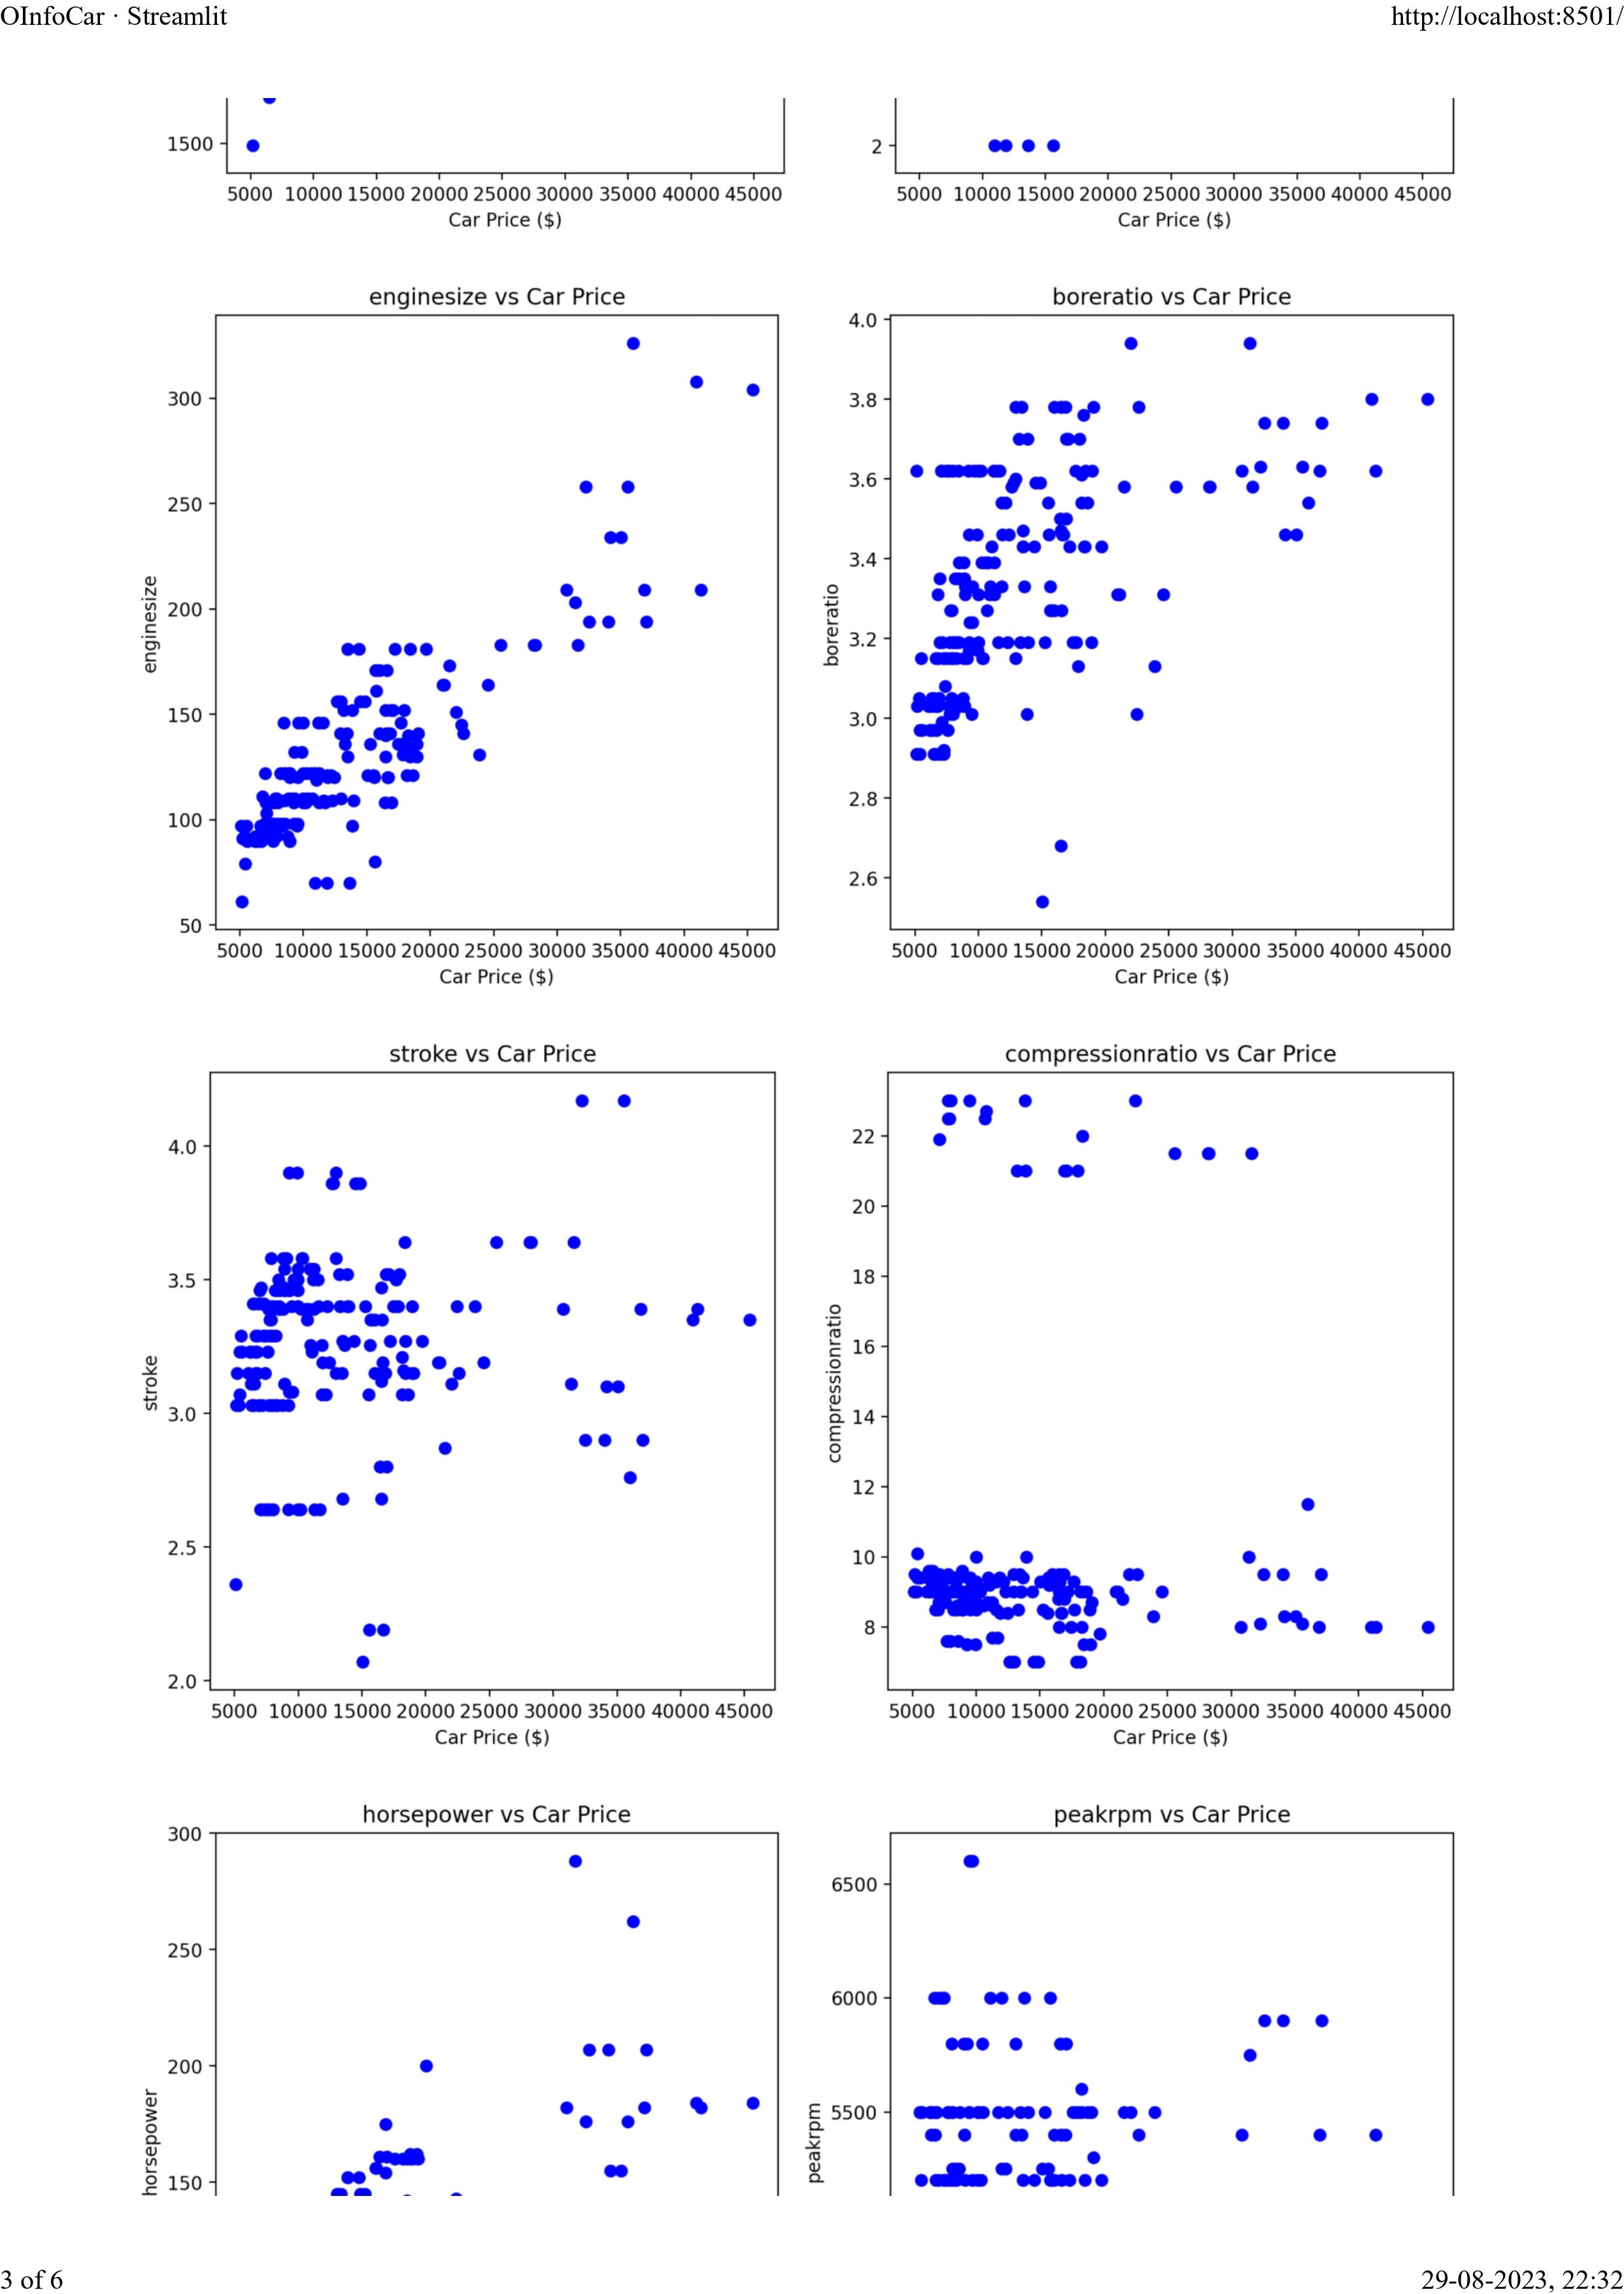 OInfoCar · Streamlit http://localhost:8501/
1500
2
5000 10000 15000 20000 25000 30000 35000 40000 45000
5000 10000 15000 20000 25000 30000 35000 40000 45000
Car Price ($)
Car Price ($)
enginesize vs Car Price
300
250
200
150
100
50
enginesize
5000 10000 15000 20000 25000 30000 35000 40000 45000
Car Price ($)
boreratio vs Car Price
4.0
3.8
3.6
3.4
3.2
3.0
2.8
2.6
boreratio
5000 10000 15000 20000 25000 30000 35000 40000 45000
Car Price ($)
stroke vs Car Price
4.0
3.5
3.0
2.5
2.0
stroke
5000 10000 15000 20000 25000 30000 35000 40000 45000
Car Price ($)
compressionratio vs Car Price
22
20
18
16
14
12
10
8
compressionratio
5000 10000 15000 20000 25000 30000 35000 40000 45000
Car Price ($)
horsepower vs Car Price
300
250
200
150
horsepower
peakrpm vs Car Price
6500
6000
5500
peakrpm
3 of 6 29-08-2023, 22:32